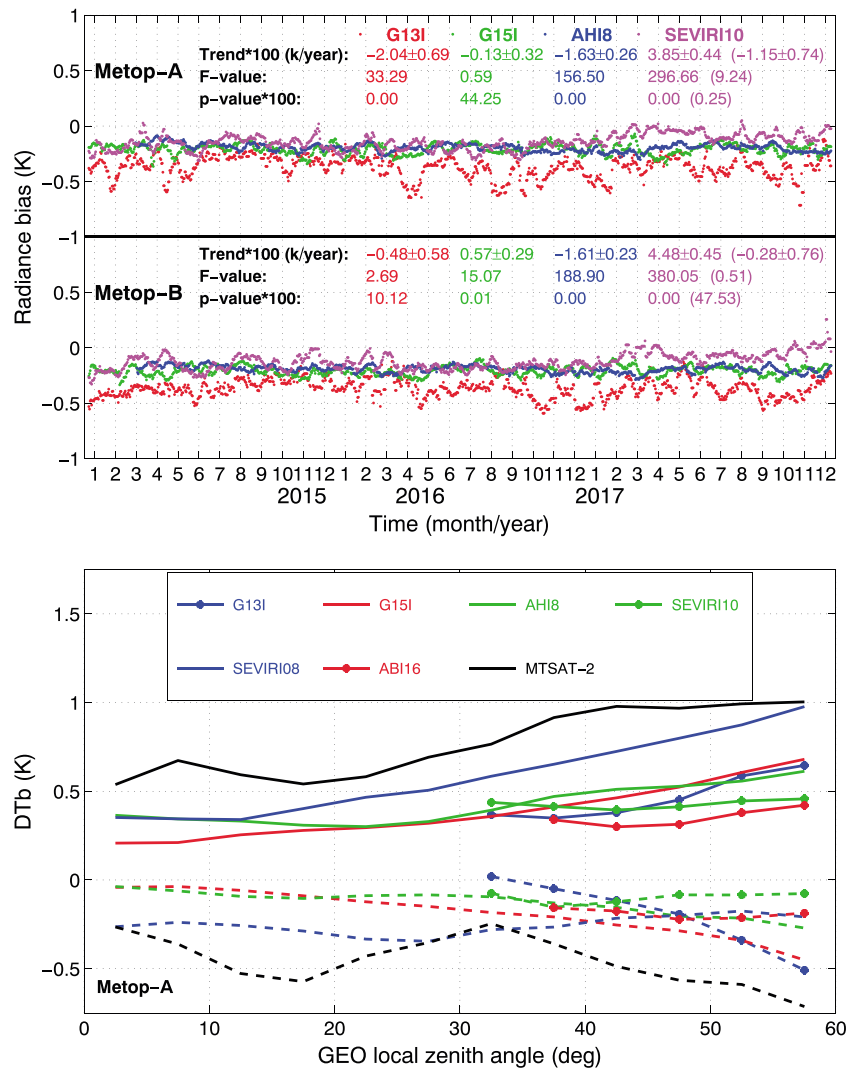 G13I G15I AHI8 SEVIRI10
Trend*100 (k/year): −2.04±0.69 −0.13±0.32 −1.63±0.26 3.85±0.44 (−1.15±0.74)
Metop−A
F−value: 33.29 0.59 156.50 296.66 (9.24)
p−value*100: 0.00 44.25 0.00 0.00 (0.25)
1
0.5
0
−0.5
−1
Radiance bias (K)
Trend*100 (k/year): −0.48±0.58 0.57±0.29 −1.61±0.23 4.48±0.45 (−0.28±0.76)
Metop−B
F−value: 2.69 15.07 188.90 380.05 (0.51)
p−value*100: 10.12 0.01 0.00 0.00 (47.53)
0.5
0
−0.5
−1
1 2 3 4 5 6 7 8 9 10 11 12 1 2 3 4 5 6 7 8 9 10 11 12 1 2 3 4 5 6 7 8 9 10 11 12
2015 2016 2017
Time (month/year)
G13I G15I AHI8 SEVIRI10
SEVIRI08 ABI16 MTSAT−2
1.5
1
0.5
0
−0.5
DTb (K)
Metop−A
0 10 20 30 40 50 60
GEO local zenith angle (deg)